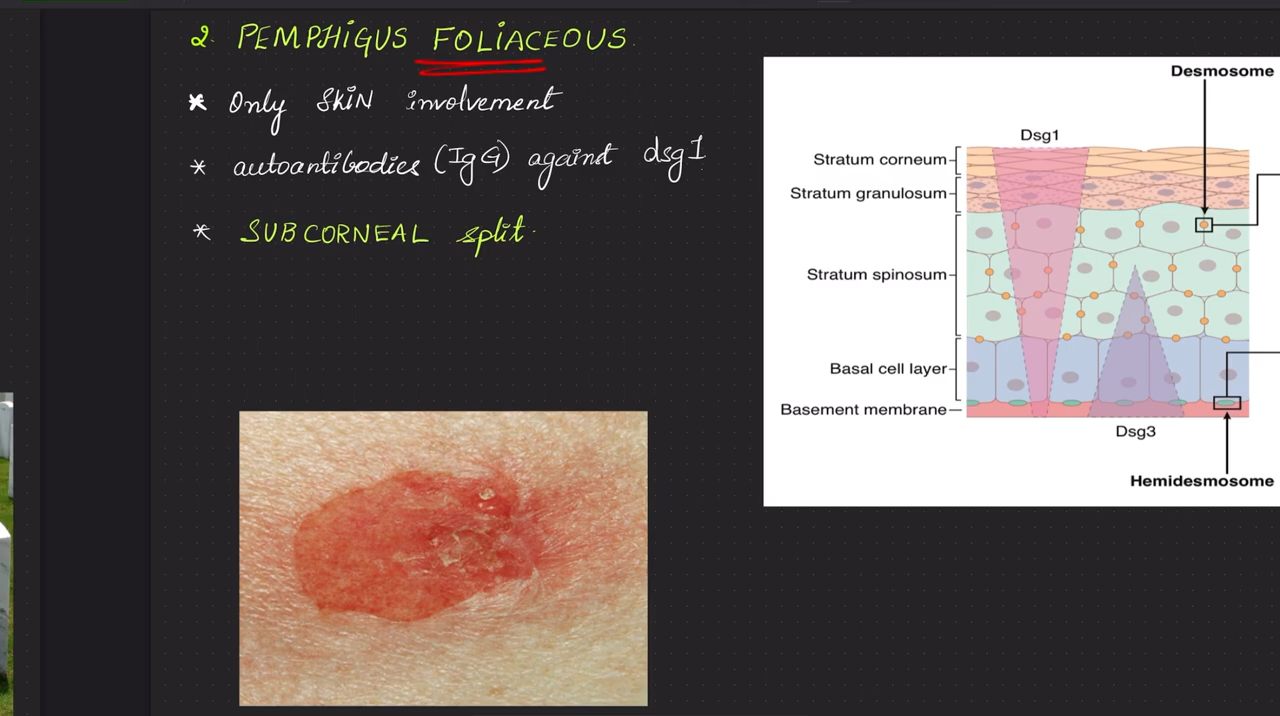 2. PEMPHIGUS FOLIACEOUS.
* Only SKIN involvement
* autoantibodies (IgG) against dsg1
* SUBCORNEAL split.
Desmosome
Dsg1
Stratum corneum
Stratum granulosum
Stratum spinosum
Basal cell layer
Basement membrane
Dsg3
Hemidesmosome